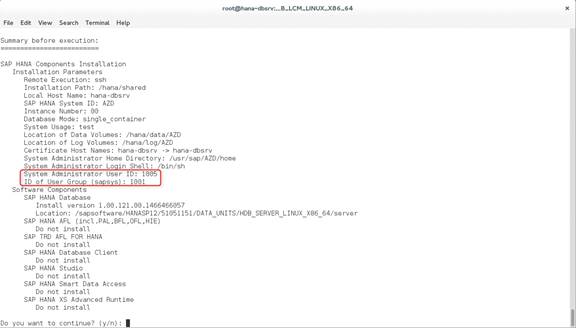 root@hana-dbsrv:..._B_LCM_LINUX_X86_64
File Edit View Search Terminal Help
Summary before execution:
=========================
SAP HANA Components Installation
Installation Parameters
Remote Execution: ssh
Installation Path: /hana/shared
Local Host Name: hana-dbsrv
SAP HANA System ID: AZD
Instance Number: 00
Database Mode: single_container
System Usage: test
Location of Data Volumes: /hana/data/AZD
Location of Log Volumes: /hana/log/AZD
Certificate Host Names: hana-dbsrv -> hana-dbsrv
System Administrator Home Directory: /usr/sap/AZD/home
System Administrator Login Shell: /bin/sh
System Administrator User ID: 1005
ID of User Group (sapsys): 1001
Software Components
SAP HANA Database
Install version 1.00.121.00.1466466057
Location: /sapsoftware/HANASP12/51051151/DATA_UNITS/HDB_SERVER_LINUX_X86_64/server
SAP HANA AFL (incl.PAL,BFL,OFL,HIE)
Do not install
SAP TRD AFL FOR HANA
Do not install
SAP HANA Database Client
Do not install
SAP HANA Studio
Do not install
SAP HANA Smart Data Access
Do not install
SAP HANA XS Advanced Runtime
Do not install
Do you want to continue? (y/n):